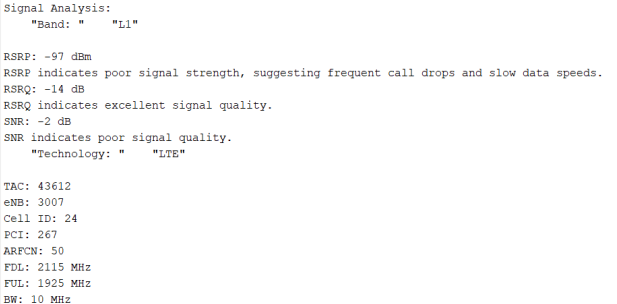 Signal Analysis:
"Band: " "L1"
RSRP: -97 dBm
RSRP indicates poor signal strength, suggesting frequent call drops and slow data speeds.
RSRQ: -14 dB
RSRQ indicates excellent signal quality.
SNR: -2 dB
SNR indicates poor signal quality.
"Technology: " "LTE"
TAC: 43612
eNB: 3007
Cell ID: 24
PCI: 267
ARFCN: 50
FDL: 2115 MHz
FUL: 1925 MHz
BW: 10 MHz